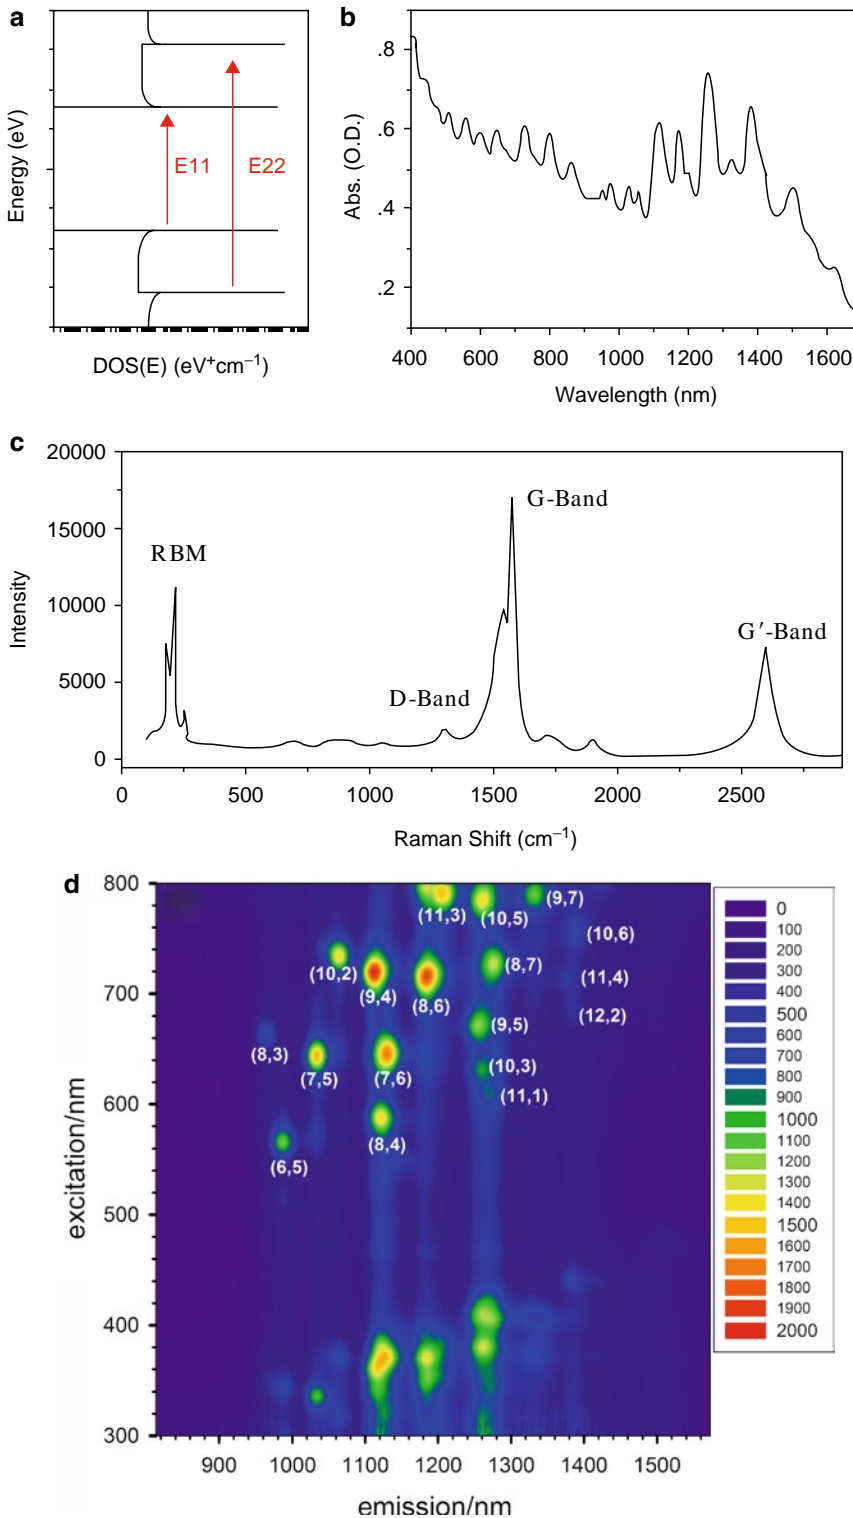 a
Energy (eV)
E11
E22
DOS(E) (eV+cm−1)
b
Abs. (O.D.)
.8
.6
.4
.2
400 600 800 1000 1200 1400 1600
Wavelength (nm)
c
Intensity
20000
15000
10000
5000
0
RBM
D-Band
G-Band
G′-Band
0 500 1000 1500 2000 2500
Raman Shift (cm−1)
d
excitation/nm
800
700
600
500
400
300
(11,3) (10,5) (9,7)
(10,6)
(10,2) (9,4) (8,6) (8,7) (11,4)
(12,2)
(8,3) (7,5) (7,6) (9,5)
(10,3)
(11,1)
(6,5) (8,4)
900 1000 1100 1200 1300 1400 1500
emission/nm
0
100
200
300
400
500
600
700
800
900
1000
1100
1200
1300
1400
1500
1600
1700
1800
1900
2000